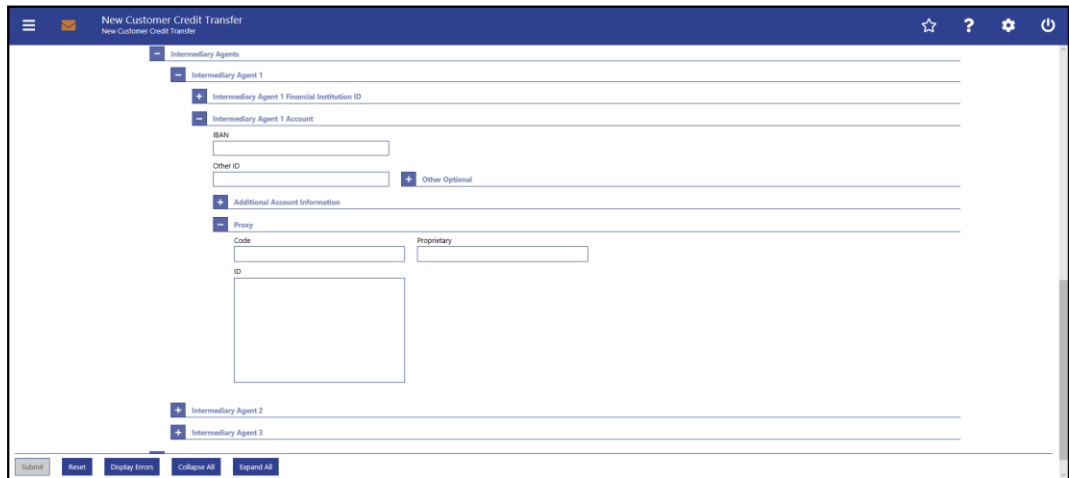 New Customer Credit Transfer
New Customer Credit Transfer
Intermediary Agents
Intermediary Agent 1
Intermediary Agent 1 Financial Institution ID
Intermediary Agent 1 Account
IBAN
Other ID
Other Optional
Additional Account Information
Proxy
Code Proprietary
ID
Intermediary Agent 2
Intermediary Agent 3
Submit Reset Display Errors Collapse All Expand All